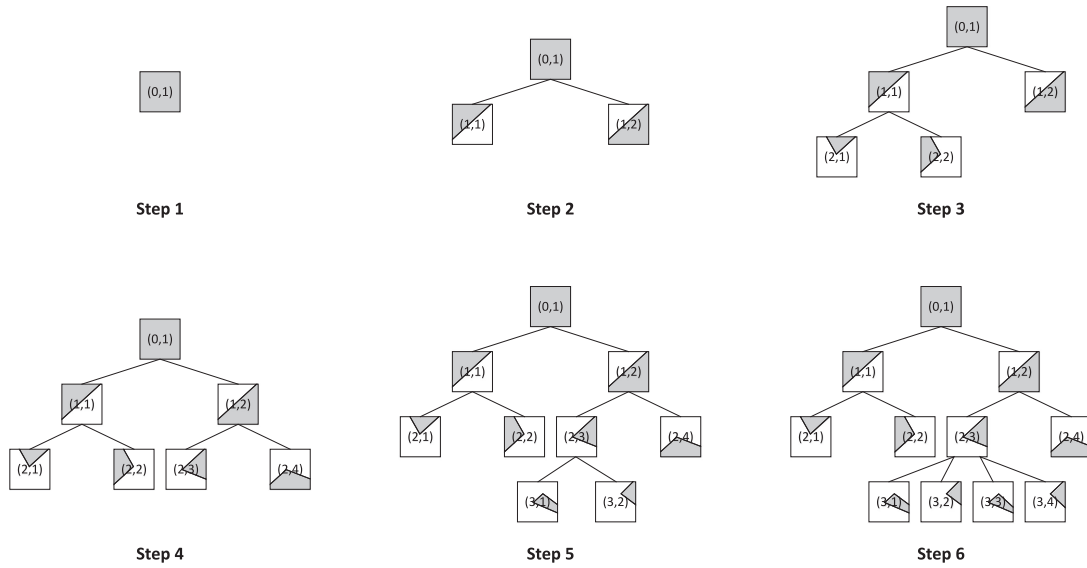 (0,1)
Step 1
(0,1)
(1,1) (1,2)
Step 2
(0,1)
(1,1) (1,2)
(2,1) (2,2)
Step 3
(0,1)
(1,1) (1,2)
(2,1) (2,2) (2,3) (2,4)
Step 4
(0,1)
(1,1) (1,2)
(2,1) (2,2) (2,3) (2,4)
(3,1) (3,2)
Step 5
(0,1)
(1,1) (1,2)
(2,1) (2,2) (2,3) (2,4)
(3,1) (3,2) (3,3) (3,4)
Step 6